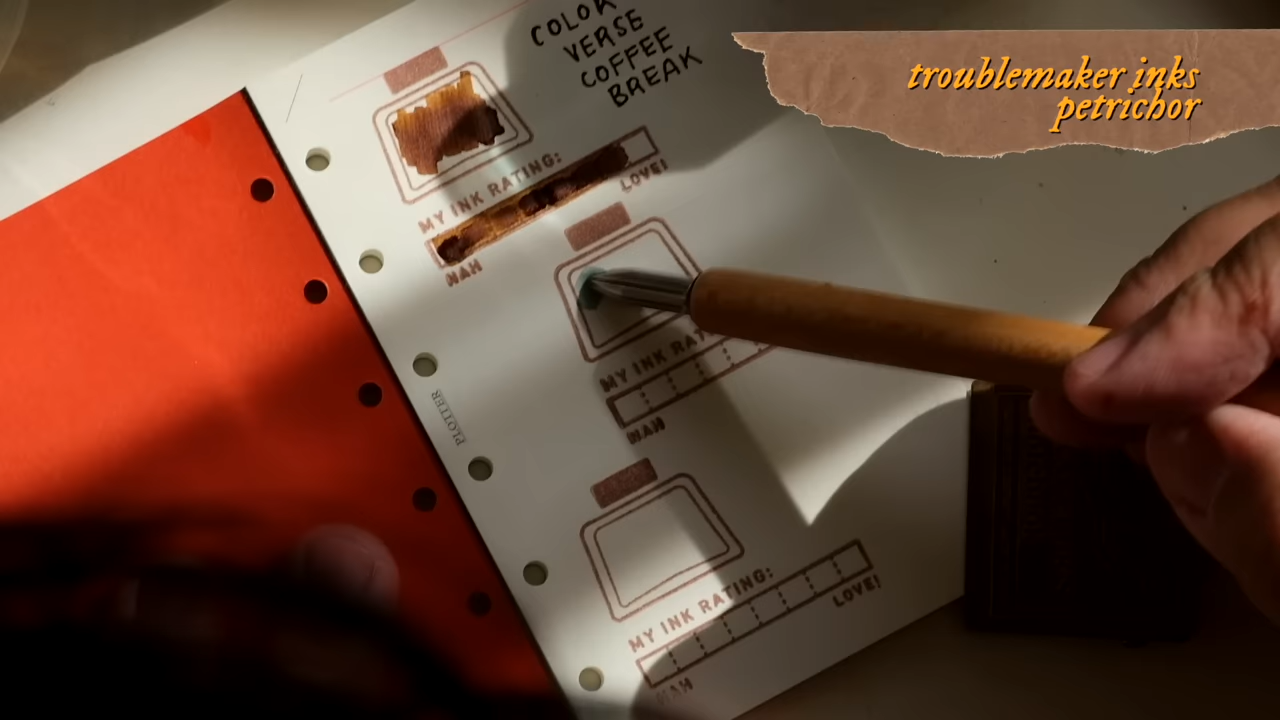 COLOR
VERSE
COFFEE
BREAK
troublemaker inks
petrichor
MY INK RATING:
NAH
LOVE!
MY INK
NAH
PLOTTER
MY INK RATING:
NAH
LOVE!